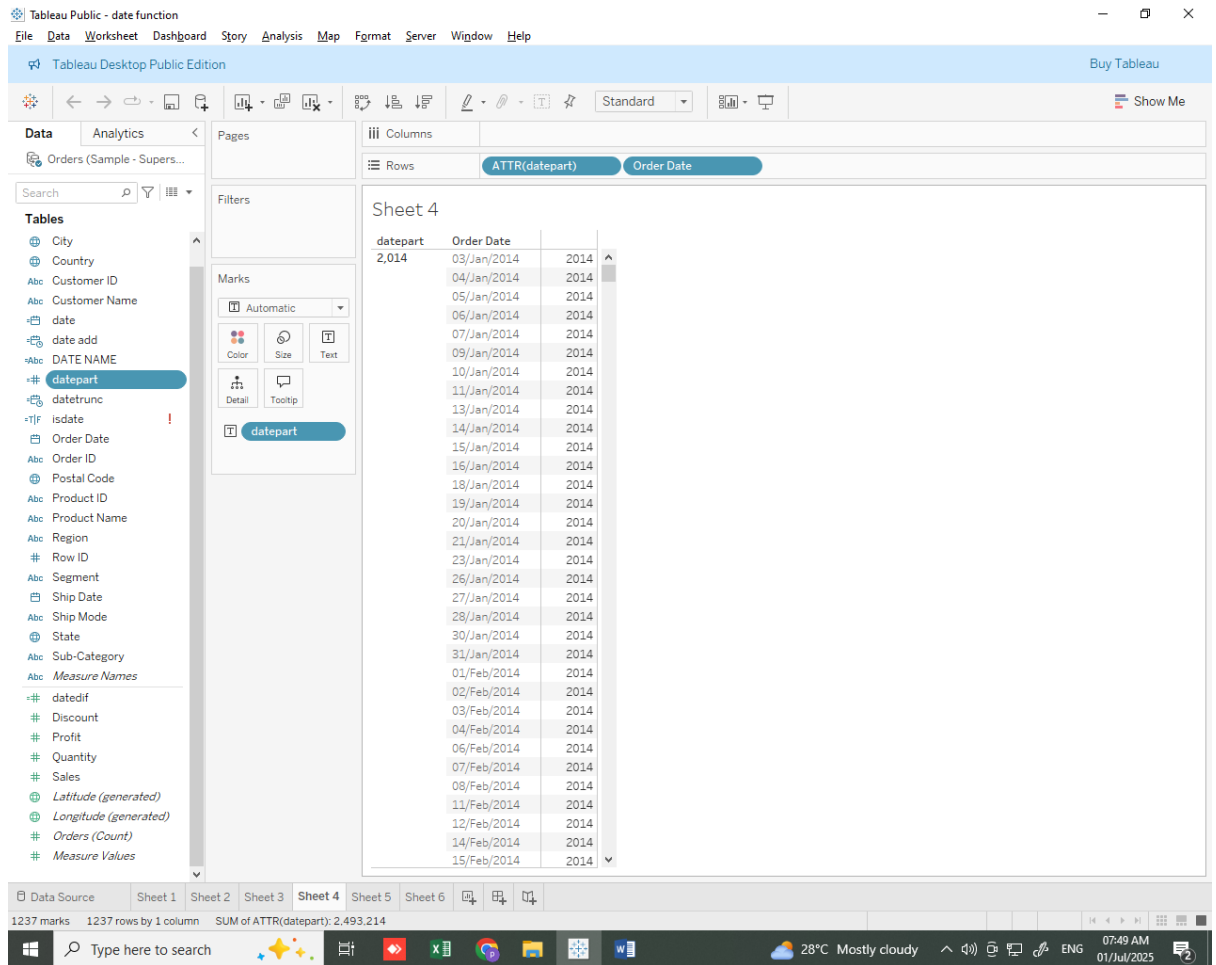 Tableau Public - date function
File Data Worksheet Dashboard Story Analysis Map Format Server Window Help
Tableau Desktop Public Edition Buy Tableau
Standard Show Me
Data Analytics
Orders (Sample - Supers...
Search
Tables
City
Country
Abc Customer ID
Abc Customer Name
date
date add
=Abc DATE NAME
=# datepart
datetrunc
=T|F isdate !
Order Date
Abc Order ID
Postal Code
Abc Product ID
Abc Product Name
Abc Region
# Row ID
Abc Segment
Ship Date
Abc Ship Mode
State
Abc Sub-Category
Abc Measure Names
=# datedif
# Discount
# Profit
# Quantity
# Sales
Latitude (generated)
Longitude (generated)
# Orders (Count)
# Measure Values
Pages
Filters
Marks
T Automatic
Color Size T Text
Detail Tooltip
T datepart
iii Columns
Rows ATTR(datepart) Order Date
Sheet 4
datepart Order Date
2,014 03/Jan/2014 2014
04/Jan/2014 2014
05/Jan/2014 2014
06/Jan/2014 2014
07/Jan/2014 2014
09/Jan/2014 2014
10/Jan/2014 2014
11/Jan/2014 2014
13/Jan/2014 2014
14/Jan/2014 2014
15/Jan/2014 2014
16/Jan/2014 2014
18/Jan/2014 2014
19/Jan/2014 2014
20/Jan/2014 2014
21/Jan/2014 2014
23/Jan/2014 2014
26/Jan/2014 2014
27/Jan/2014 2014
28/Jan/2014 2014
30/Jan/2014 2014
31/Jan/2014 2014
01/Feb/2014 2014
02/Feb/2014 2014
03/Feb/2014 2014
04/Feb/2014 2014
06/Feb/2014 2014
07/Feb/2014 2014
08/Feb/2014 2014
11/Feb/2014 2014
12/Feb/2014 2014
14/Feb/2014 2014
15/Feb/2014 2014
Data Source Sheet 1 Sheet 2 Sheet 3 Sheet 4 Sheet 5 Sheet 6
1237 marks 1237 rows by 1 column SUM of ATTR(datepart): 2,493,214
Type here to search 28°C Mostly cloudy ENG 07:49 AM
01/Jul/2025 2